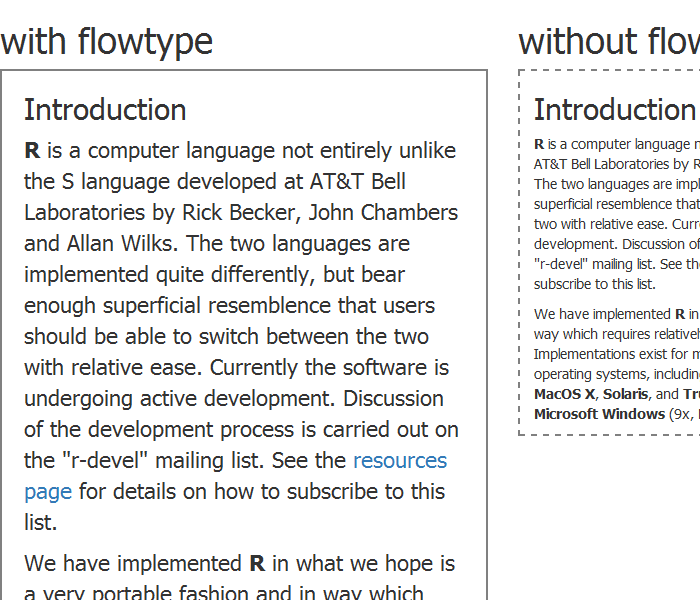 with flowtype
Introduction
R is a computer language not entirely unlike
the S language developed at AT&T Bell
Laboratories by Rick Becker, John Chambers
and Allan Wilks. The two languages are
implemented quite differently, but bear
enough superficial resemblence that users
should be able to switch between the two
with relative ease. Currently the software is
undergoing active development. Discussion
of the development process is carried out on
the "r-devel" mailing list. See the resources
page for details on how to subscribe to this
list.
We have implemented R in what we hope is
a very portable fashion and in way which
without flow
Introduction
R is a computer language n
AT&T Bell Laboratories by R
The two languages are impl
superficial resemblence that
two with relative ease. Curr
development. Discussion of
"r-devel" mailing list. See th
subscribe to this list.
We have implemented R in
way which requires relativel
Implementations exist for m
operating systems, including
MacOS X, Solaris, and Tru
Microsoft Windows (9x,